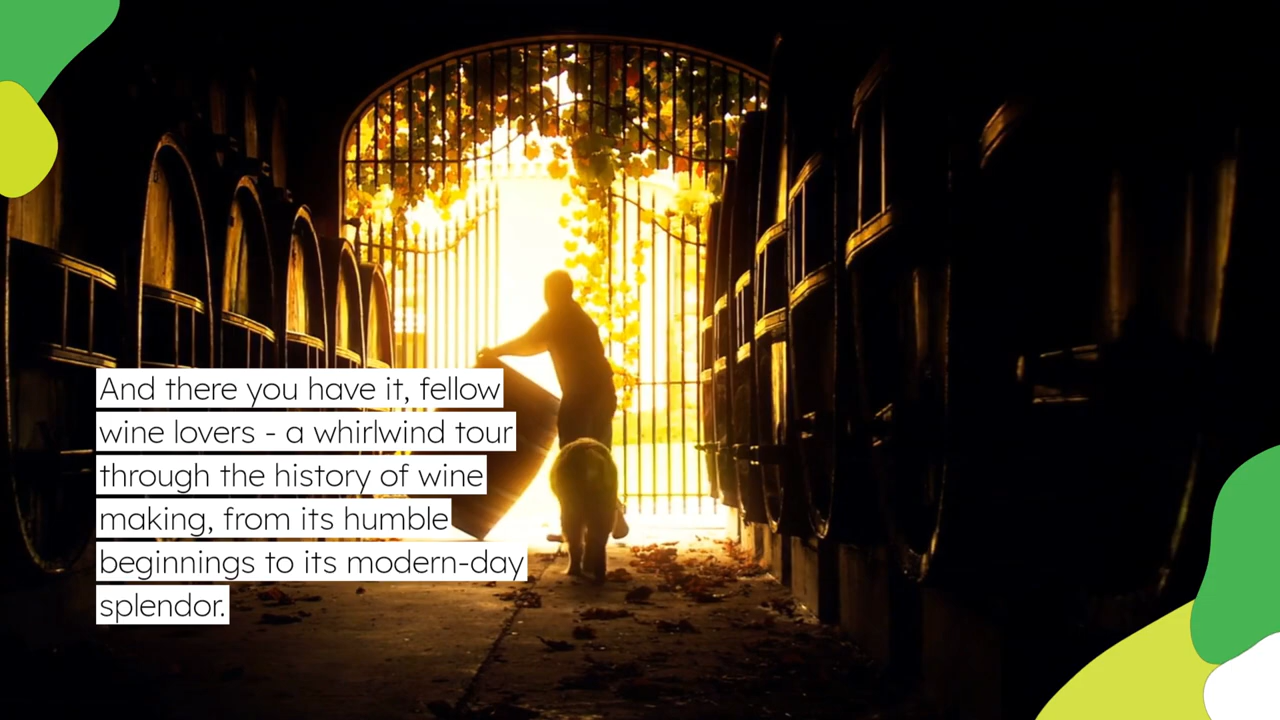 And there you have it, fellow
wine lovers - a whirlwind tour
through the history of wine
making, from its humble
beginnings to its modern-day
splendor.